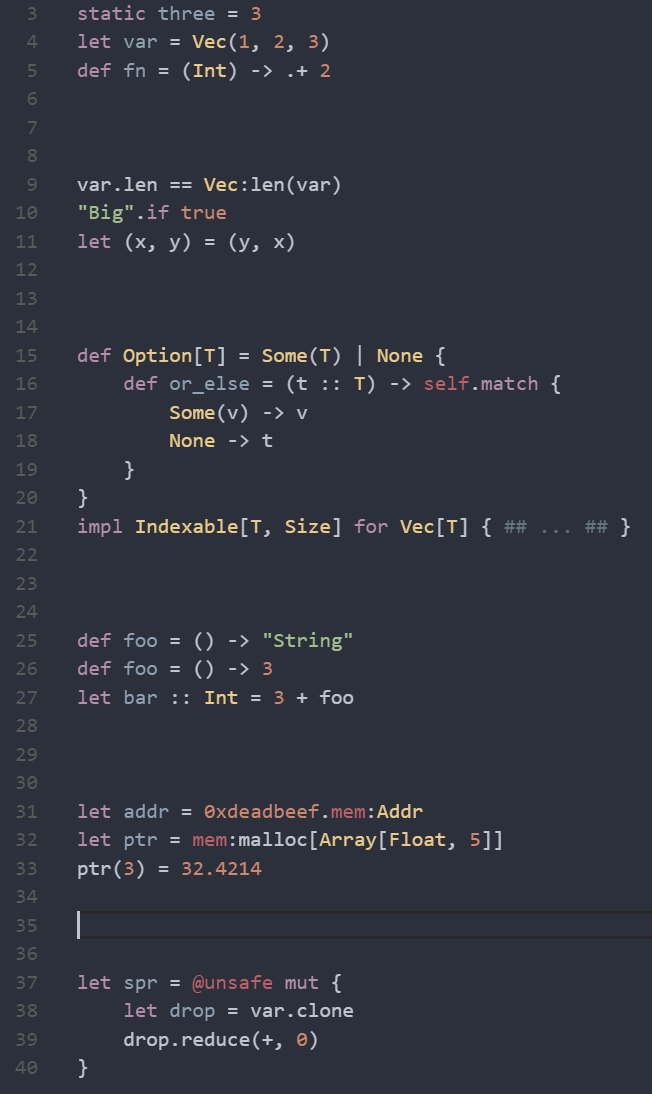 3 static three = 3
4 let var = Vec(1, 2, 3)
5 def fn = (Int) -> .+ 2
6
7
8
9 var.len == Vec:len(var)
10 "Big".if true
11 let (x, y) = (y, x)
12
13
14
15 def Option[T] = Some(T) | None {
16     def or_else = (t :: T) -> self.match {
17         Some(v) -> v
18         None -> t
19     }
20 }
21 impl Indexable[T, Size] for Vec[T] { ## ... ## }
22
23
24
25 def foo = () -> "String"
26 def foo = () -> 3
27 let bar :: Int = 3 + foo
28
29
30
31 let addr = 0xdeadbeef.mem:Addr
32 let ptr = mem:malloc[Array[Float, 5]]
33 ptr(3) = 32.4214
34
35
36
37 let spr = @unsafe mut {
38     let drop = var.clone
39     drop.reduce(+, 0)
40 }